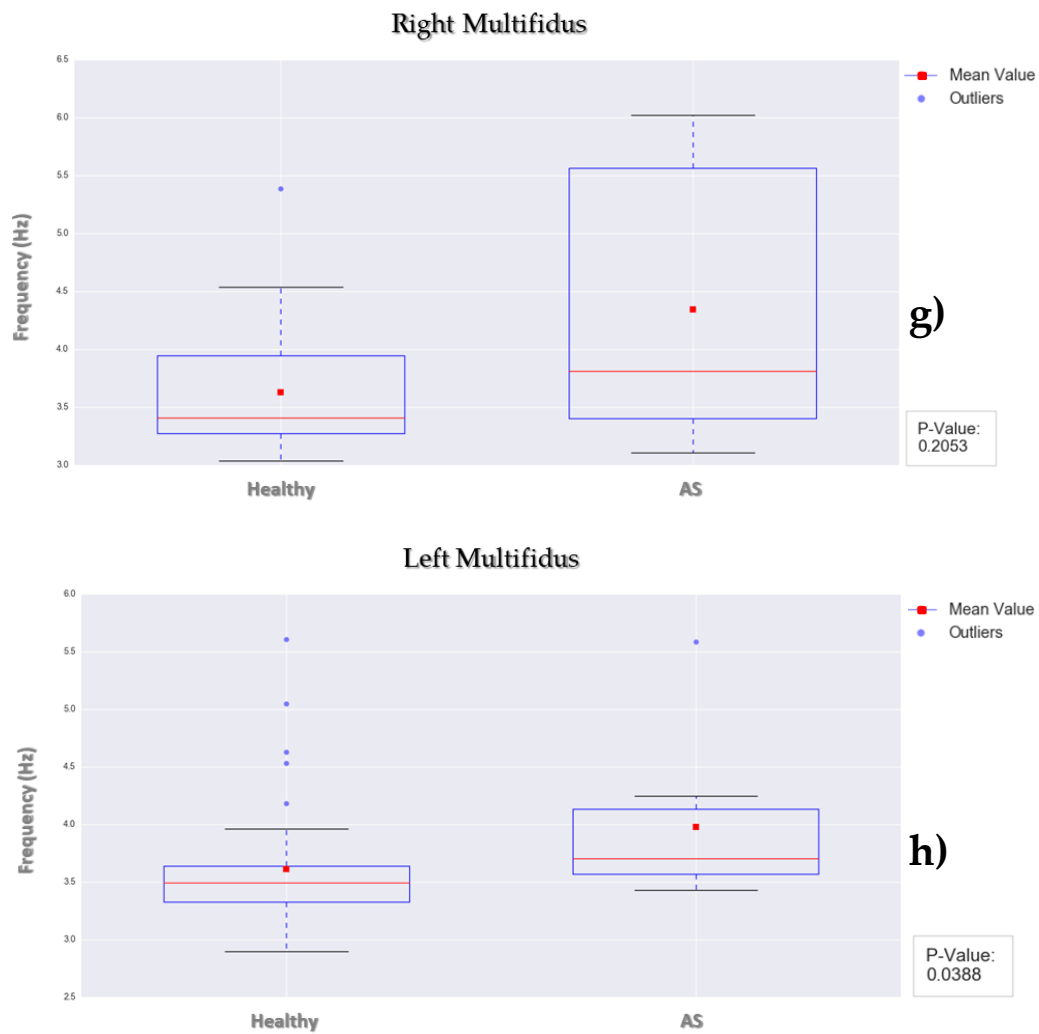 Right Multifidus
6.5
6.0
5.5
5.0
4.5
4.0
3.5
3.0
Frequency (Hz)
Healthy
AS
Mean Value
Outliers
g)
P-Value:
0.2053
Left Multifidus
6.0
5.5
5.0
4.5
4.0
3.5
3.0
2.5
Frequency (Hz)
Healthy
AS
Mean Value
Outliers
h)
P-Value:
0.0388